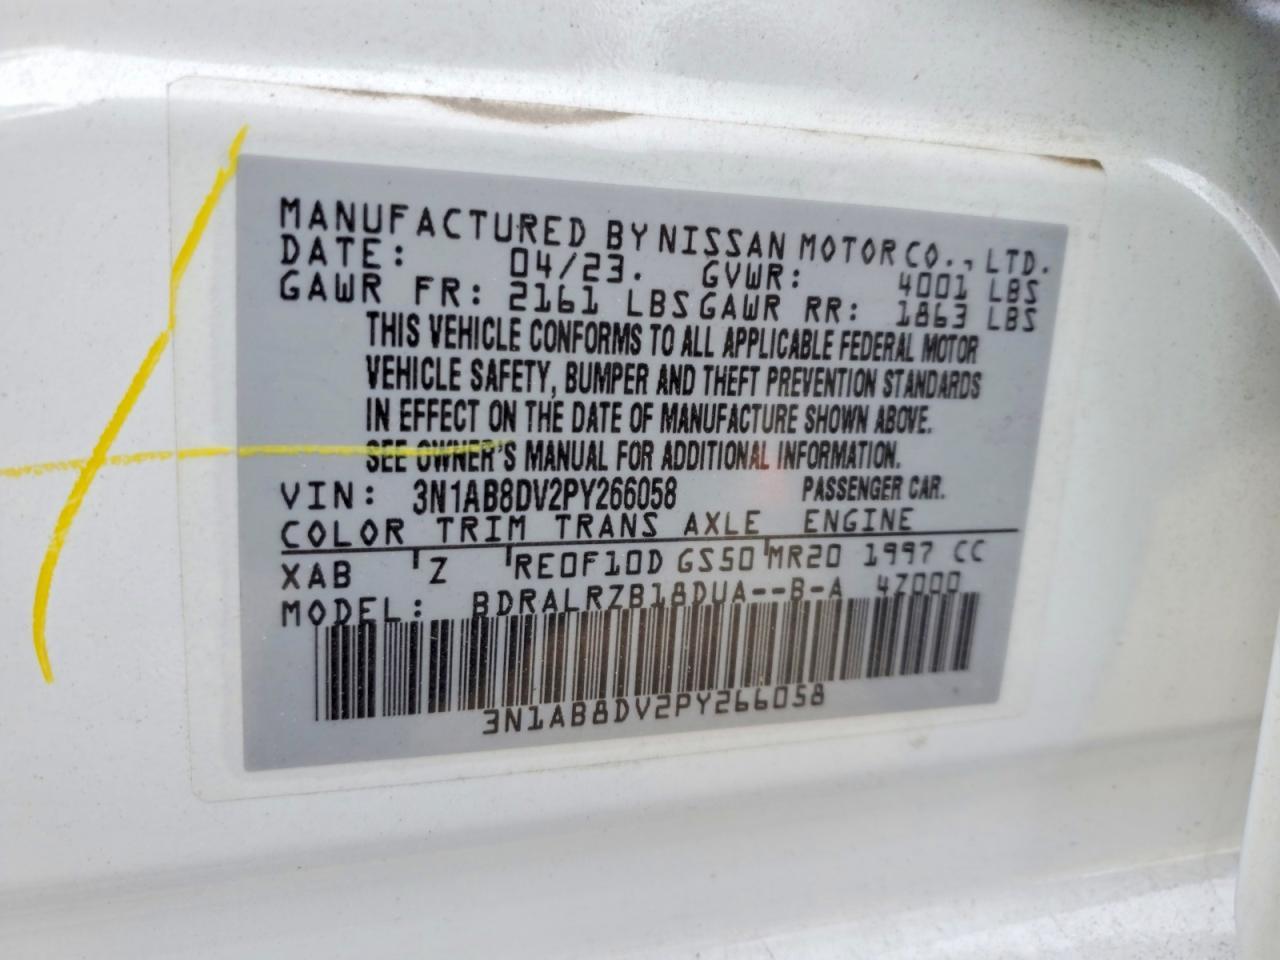 MANUFACTURED BY NISSAN MOTOR CO., LTD.
DATE: 04/23. GVWR: 4001 LBS
GAWR FR: 2161 LBS GAWR RR: 1863 LBS
THIS VEHICLE CONFORMS TO ALL APPLICABLE FEDERAL MOTOR
VEHICLE SAFETY, BUMPER AND THEFT PREVENTION STANDARDS
IN EFFECT ON THE DATE OF MANUFACTURE SHOWN ABOVE.
SEE OWNER'S MANUAL FOR ADDITIONAL INFORMATION.
VIN: 3N1AB8DV2PY266058 PASSENGER CAR.
COLOR TRIM TRANS AXLE ENGINE
XAB Z RE0F10D GS50 MR20 1997 CC
MODEL: BDRALRZB18DUA--B-A 4Z000
3N1AB8DV2PY266058